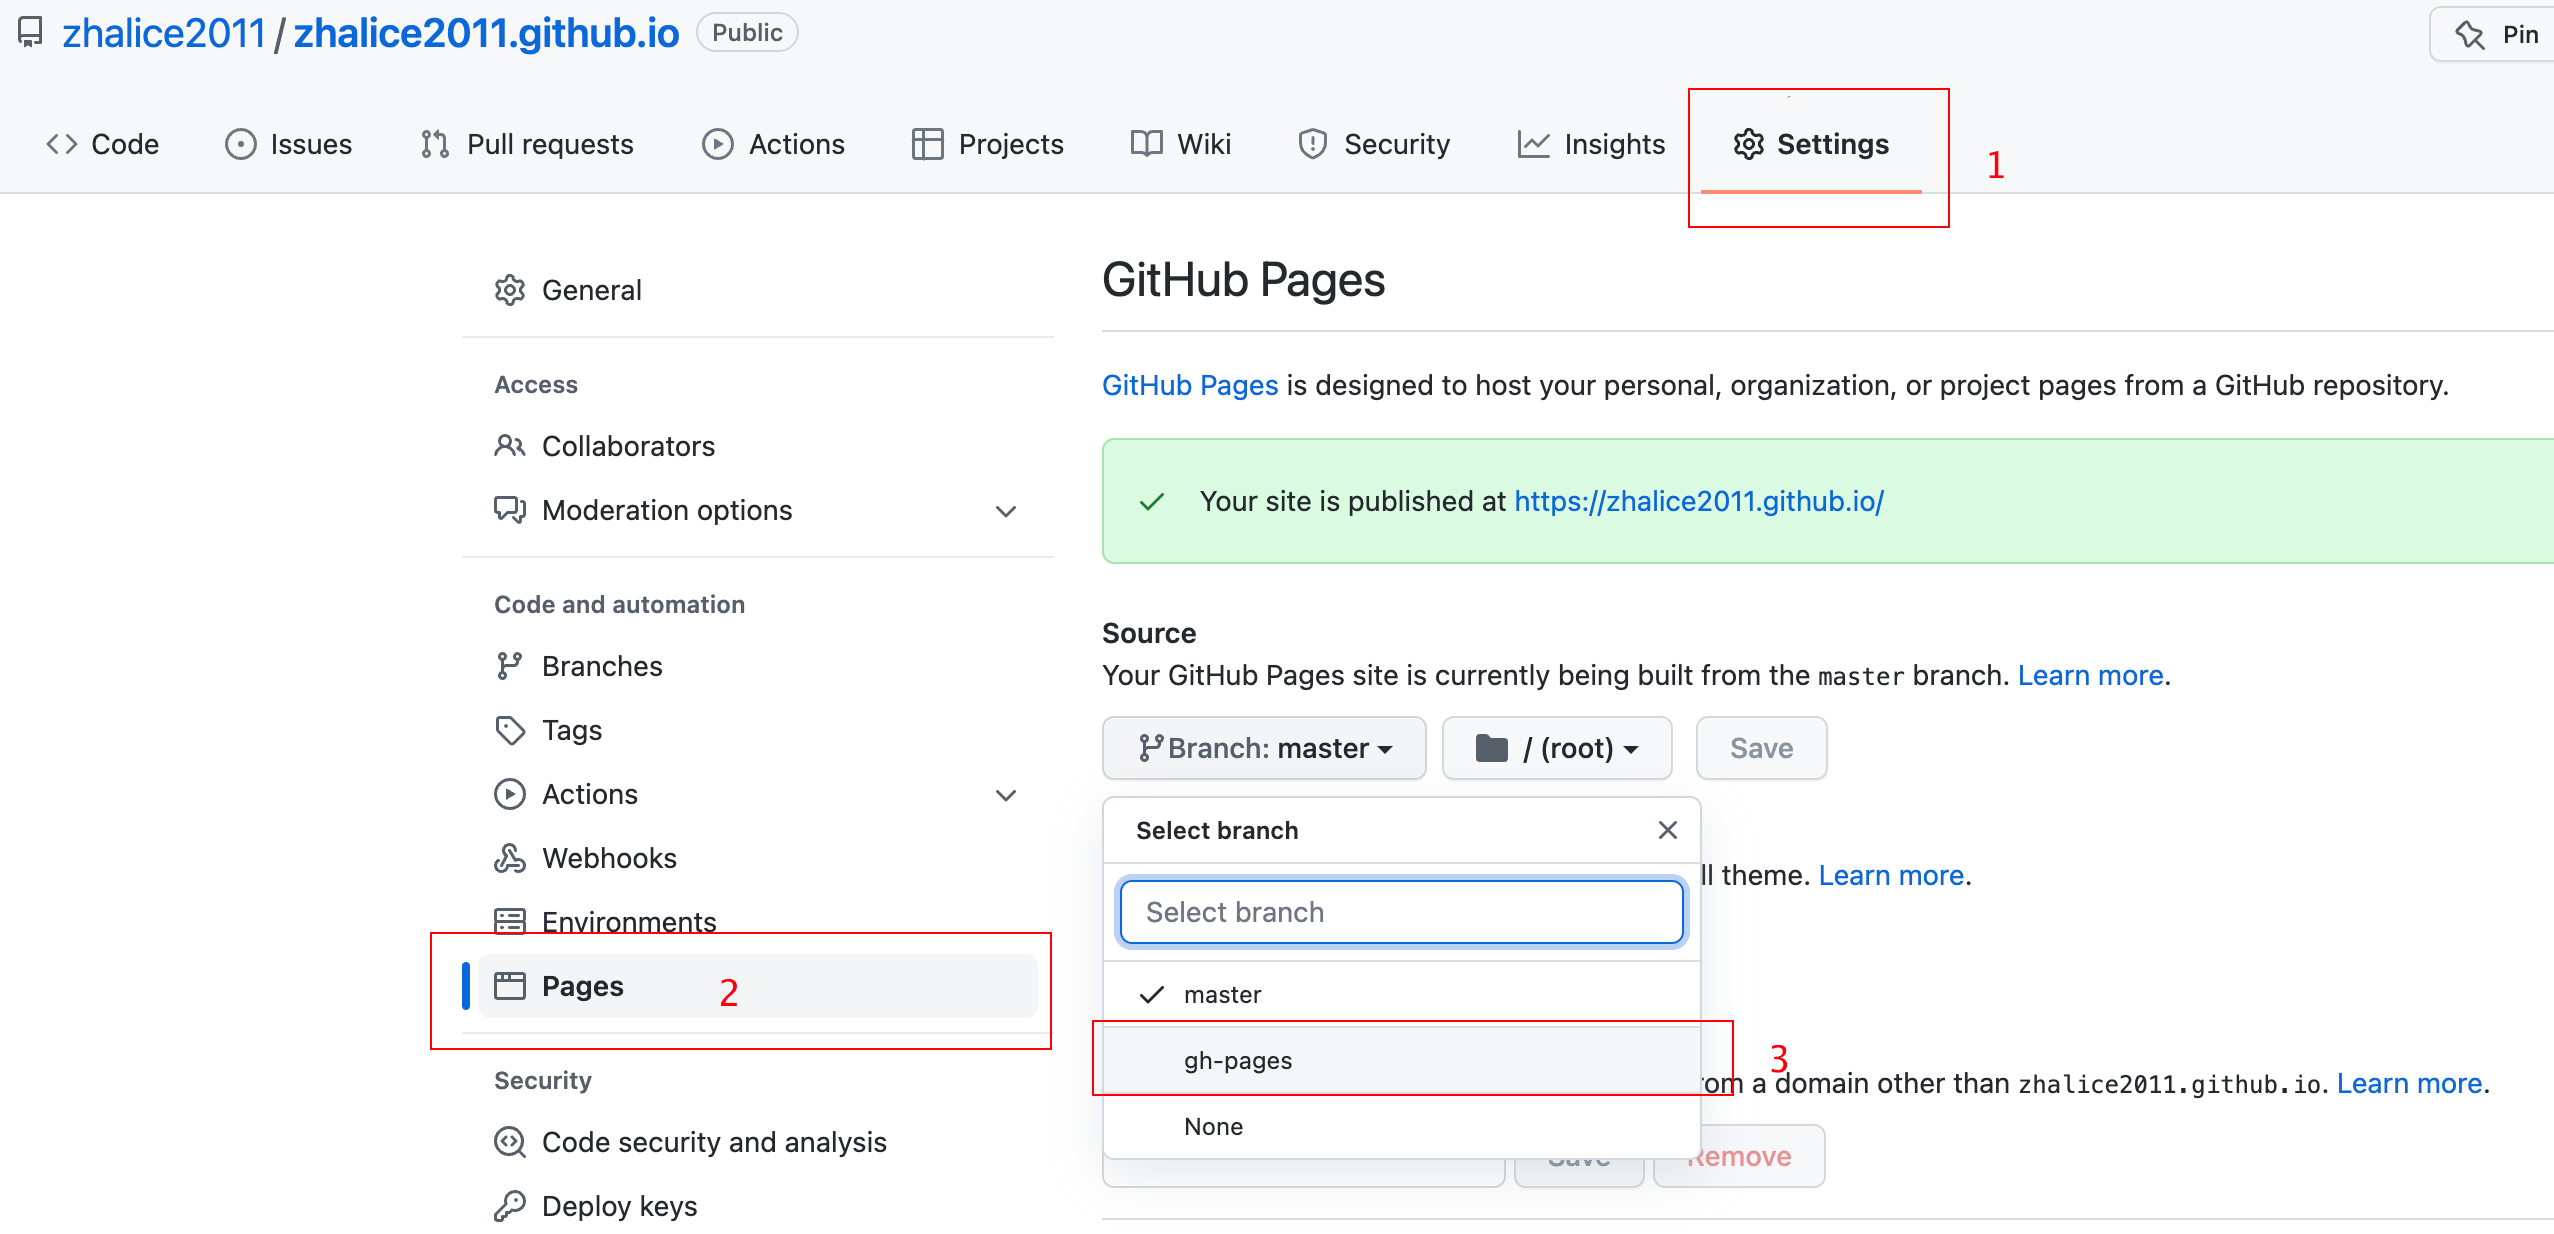 zhalice2011 / zhalice2011.github.io Public
Pin
Code Issues Pull requests Actions Projects Wiki Security Insights Settings 1
General
Access
Collaborators
Moderation options
Code and automation
Branches
Tags
Actions
Webhooks
Environments
Pages 2
Security
Code security and analysis
Deploy keys
GitHub Pages
GitHub Pages is designed to host your personal, organization, or project pages from a GitHub repository.
Your site is published at https://zhalice2011.github.io/
Source
Your GitHub Pages site is currently being built from the master branch. Learn more.
Branch: master / (root) Save
Select branch
Select branch
ll theme. Learn more.
master
gh-pages 3
om a domain other than zhalice2011.github.io. Learn more.
None
Save Remove